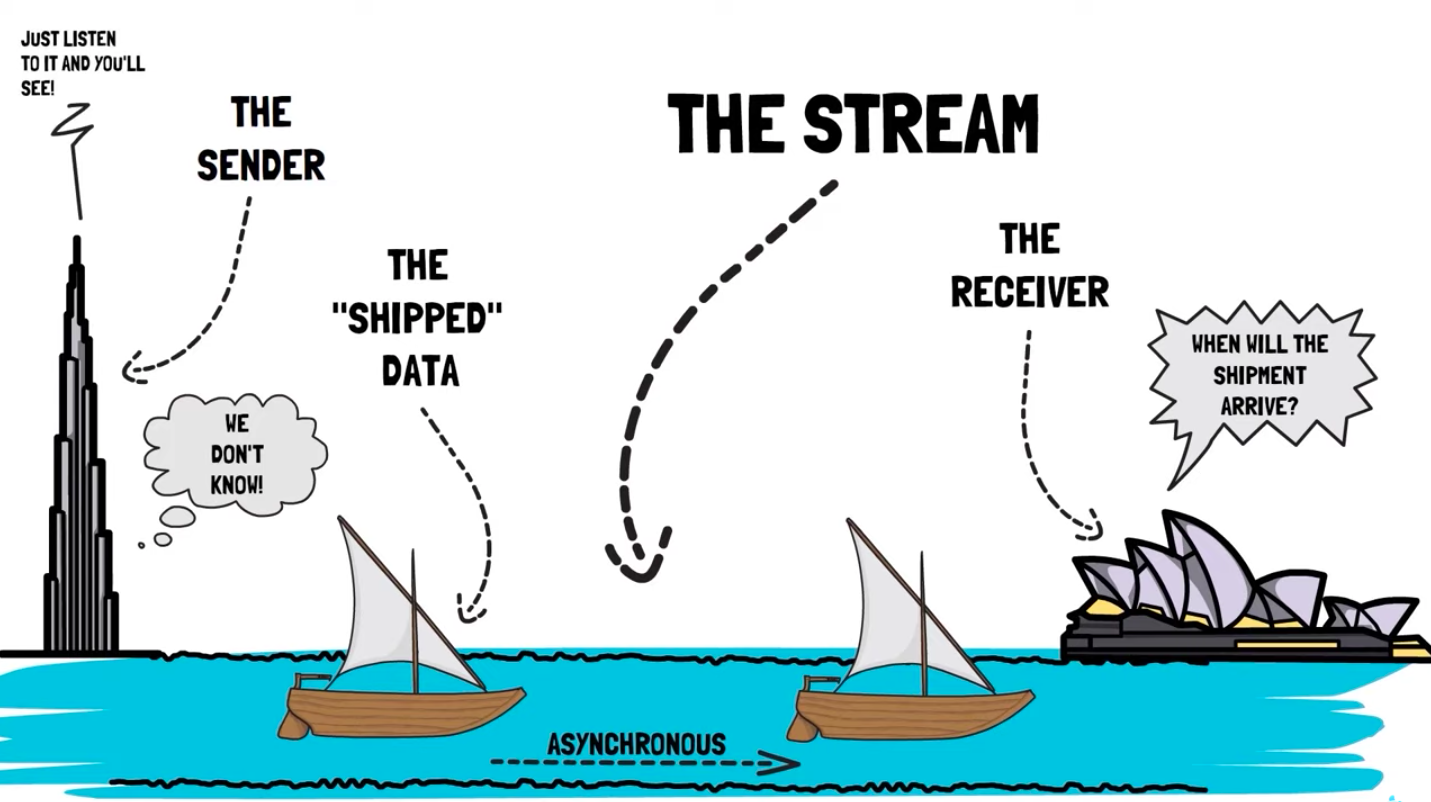 JUST LISTEN
TO IT AND YOU'LL
SEE!
THE
SENDER
THE STREAM
THE
"SHIPPED"
DATA
THE
RECEIVER
WHEN WILL THE
SHIPMENT
ARRIVE?
WE
DON'T
KNOW!
ASYNCHRONOUS